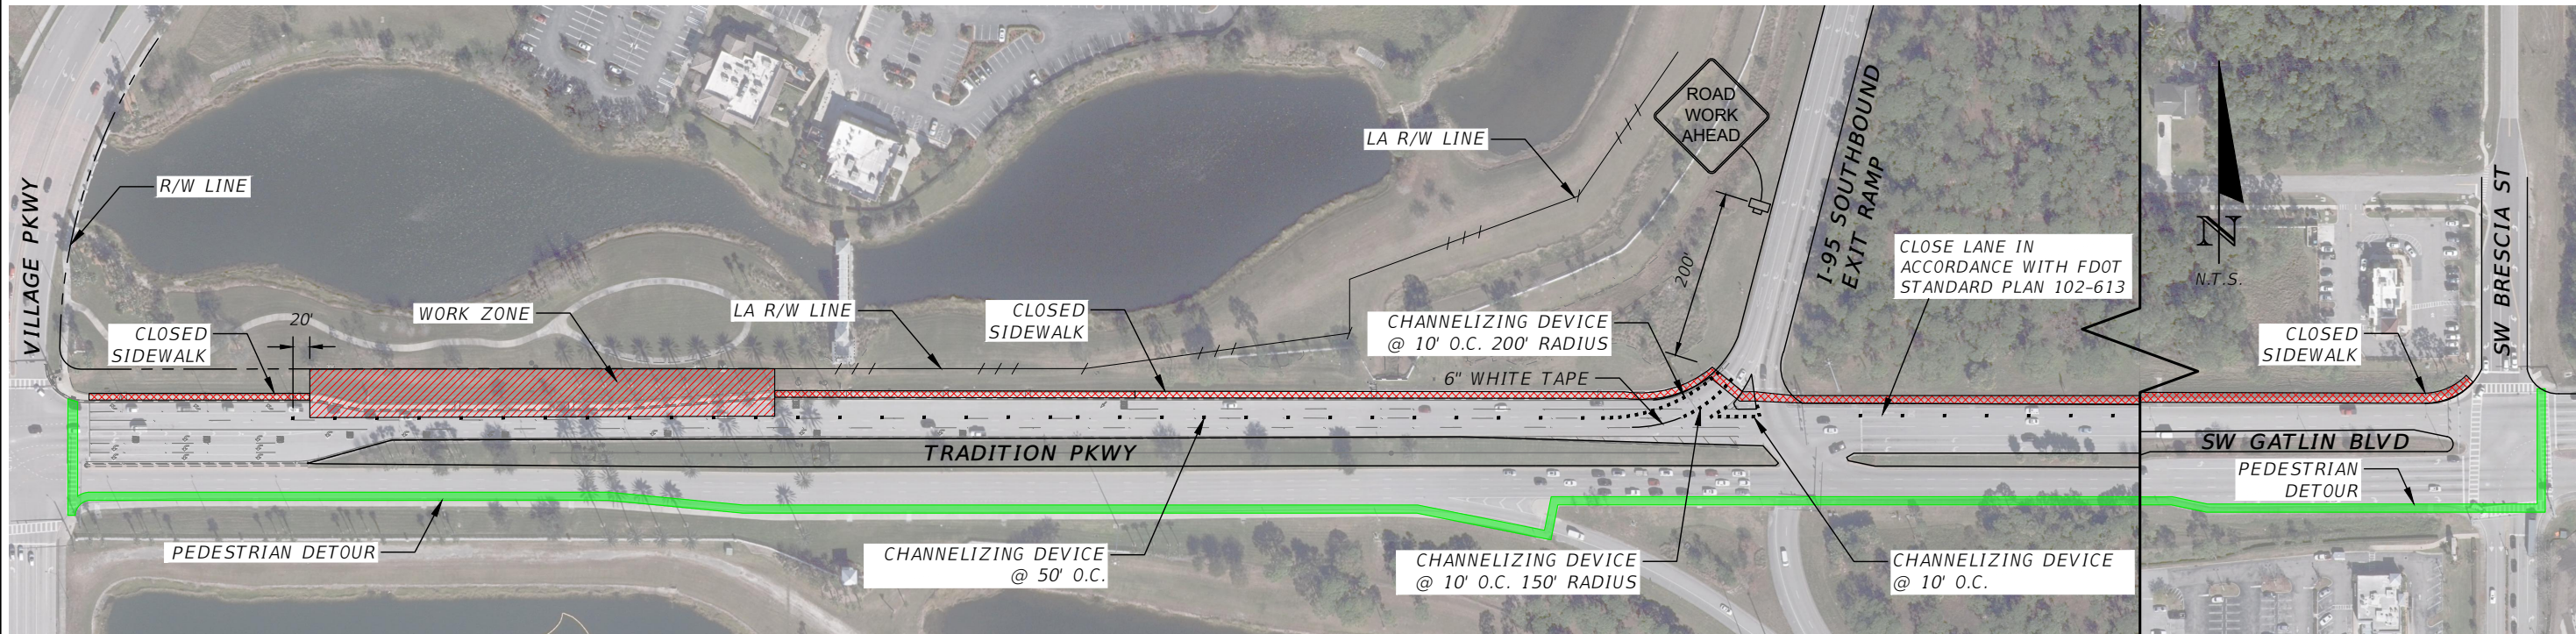 VILLAGE PKWY
R/W LINE
CLOSED
SIDEWALK
20'
WORK ZONE
LA R/W LINE
CLOSED
SIDEWALK
LA R/W LINE
ROAD
WORK
AHEAD
200'
CHANNELIZING DEVICE
@ 10' O.C. 200' RADIUS
6" WHITE TAPE
I-95 SOUTHBOUND
EXIT RAMP
CLOSE LANE IN
ACCORDANCE WITH FDOT
STANDARD PLAN 102-613
N
N.T.S.
SW BRESCIA ST
CLOSED
SIDEWALK
TRADITION PKWY
SW GATLIN BLVD
PEDESTRIAN
DETOUR
PEDESTRIAN DETOUR
CHANNELIZING DEVICE
@ 50' O.C.
CHANNELIZING DEVICE
@ 10' O.C. 150' RADIUS
CHANNELIZING DEVICE
@ 10' O.C.